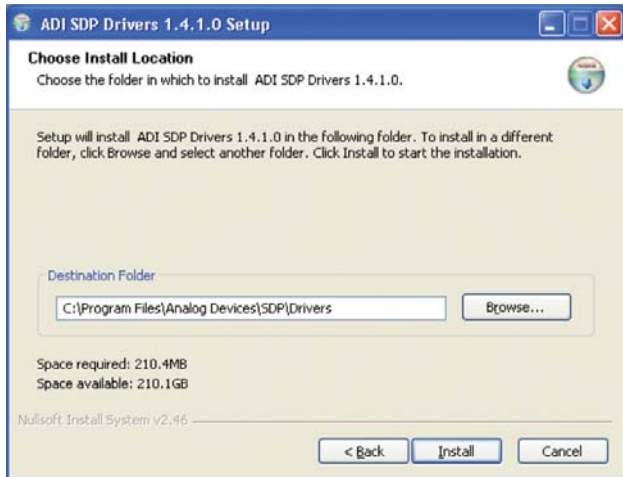 ADI SDP Drivers 1.4.1.0 Setup
Choose Install Location
Choose the folder in which to install ADI SDP Drivers 1.4.1.0.
Setup will install ADI SDP Drivers 1.4.1.0 in the following folder. To install in a different
folder, click Browse and select another folder. Click Install to start the installation.
Destination Folder
C:\Program Files\Analog Devices\SDP\Drivers
Browse...
Space required: 210.4MB
Space available: 210.1GB
Nullsoft Install System v2.46
< Back
Install
Cancel